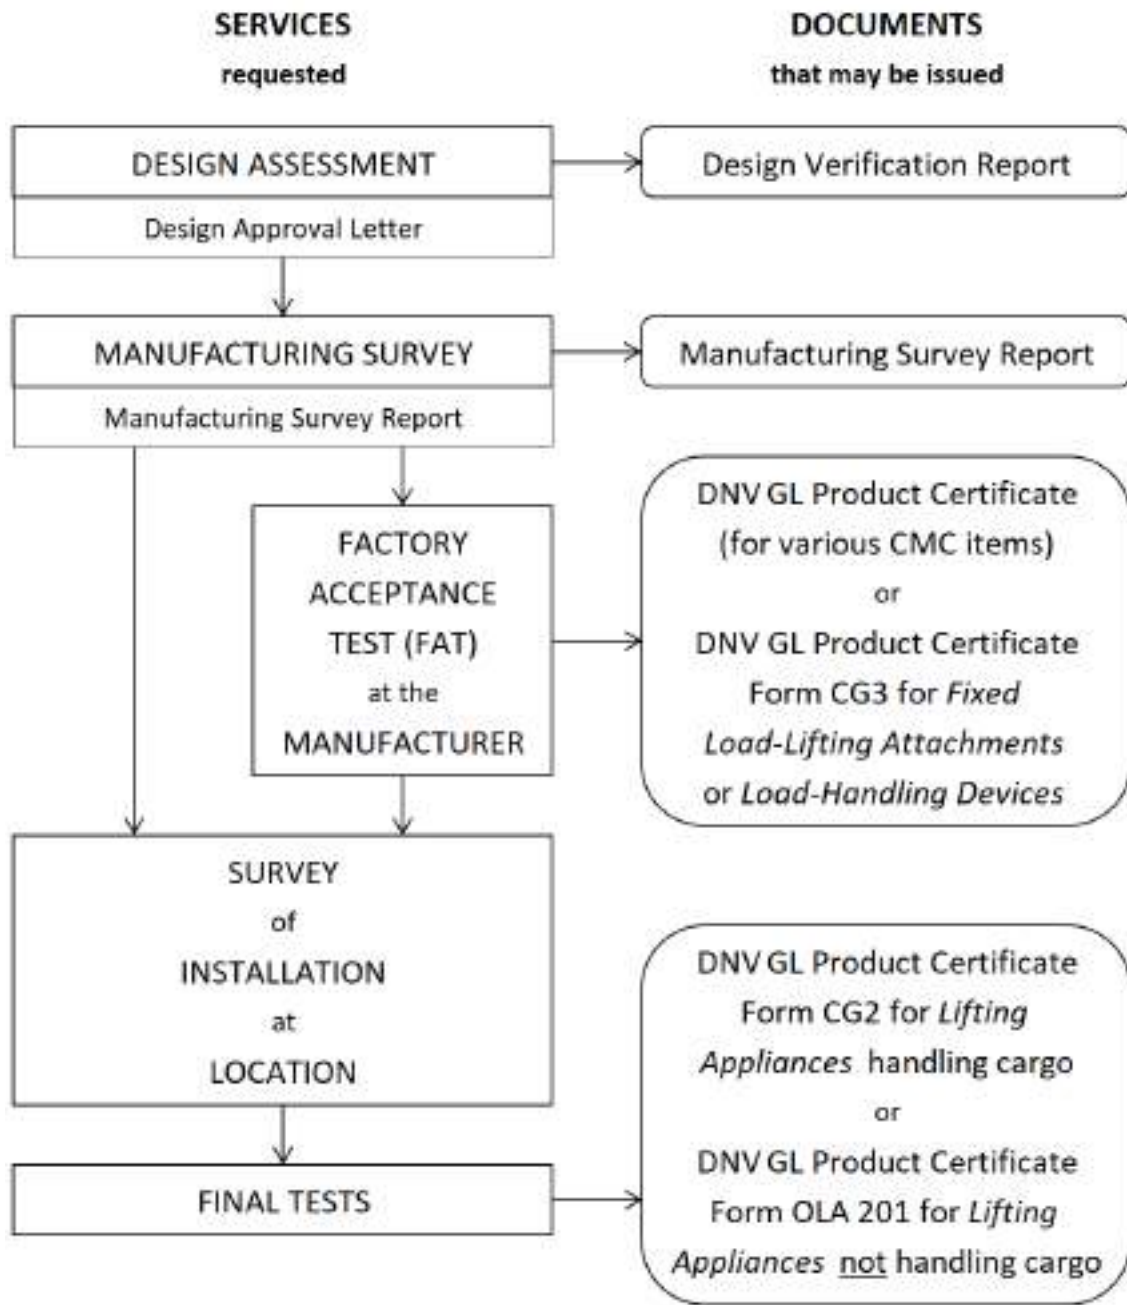 SERVICES
requested
DOCUMENTS
that may be issued
DESIGN ASSESSMENT
Design Verification Report
Design Approval Letter
MANUFACTURING SURVEY
Manufacturing Survey Report
Manufacturing Survey Report
FACTORY
ACCEPTANCE
TEST (FAT)
at the
MANUFACTURER
DNV GL Product Certificate
(for various CMC items)
or
DNV GL Product Certificate
Form CG3 for Fixed
Load-Lifting Attachments
or Load-Handling Devices
SURVEY
of
INSTALLATION
at
LOCATION
FINAL TESTS
DNV GL Product Certificate
Form CG2 for Lifting
Appliances handling cargo
or
DNV GL Product Certificate
Form OLA 201 for Lifting
Appliances not handling cargo